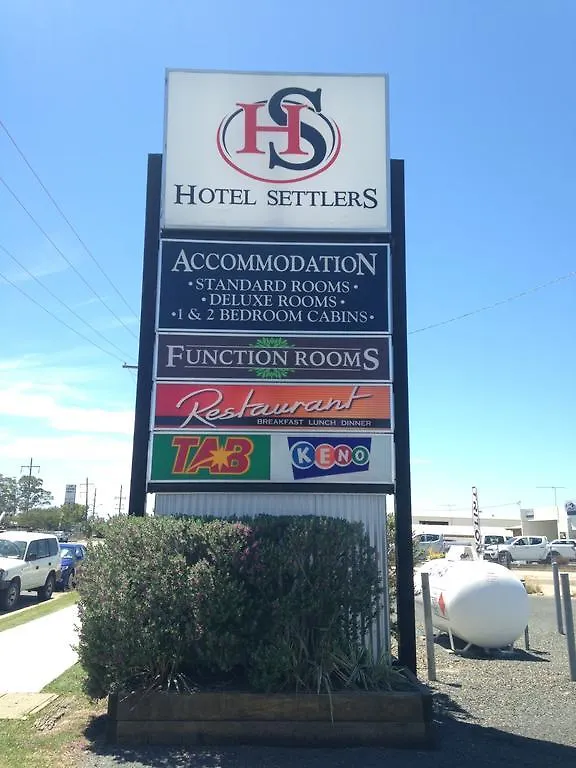 HS
HOTEL SETTLERS
ACCOMMODATION
• STANDARD ROOMS •
• DELUXE ROOMS •
• 1 & 2 BEDROOM CABINS •
FUNCTION ROOMS
Restaurant
BREAKFAST LUNCH DINNER
TAB KENO